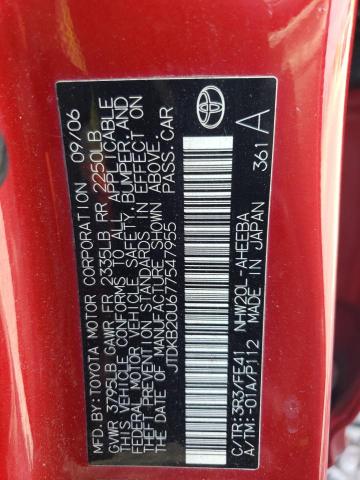 MFD. BY: TOYOTA MOTOR CORPORATION 09/06
GVWR 3795LB GAWR FR 2335LB RR 2250LB
THIS VEHICLE CONFORMS TO ALL APPLICABLE
FEDERAL MOTOR VEHICLE SAFETY, BUMPER, AND
THEFT PREVENTION STANDARDS IN EFFECT ON
THE DATE OF MANUFACTURE SHOWN ABOVE.
JTDKB20U677547955 PASS. CAR
C/TR: 3R3/FE41 NHW20L-AHEEBA
A/TM: -01A/P112 MADE IN JAPAN 361 A
TOYOTA